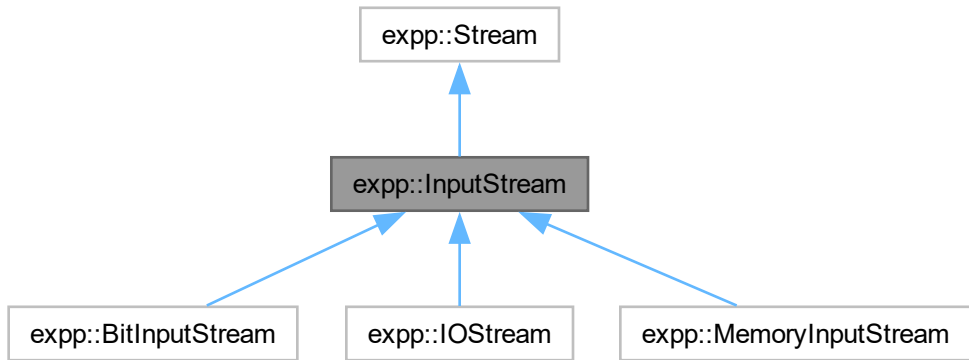 expp::Stream
expp::InputStream
expp::BitInputStream
expp::IOStream
expp::MemoryInputStream